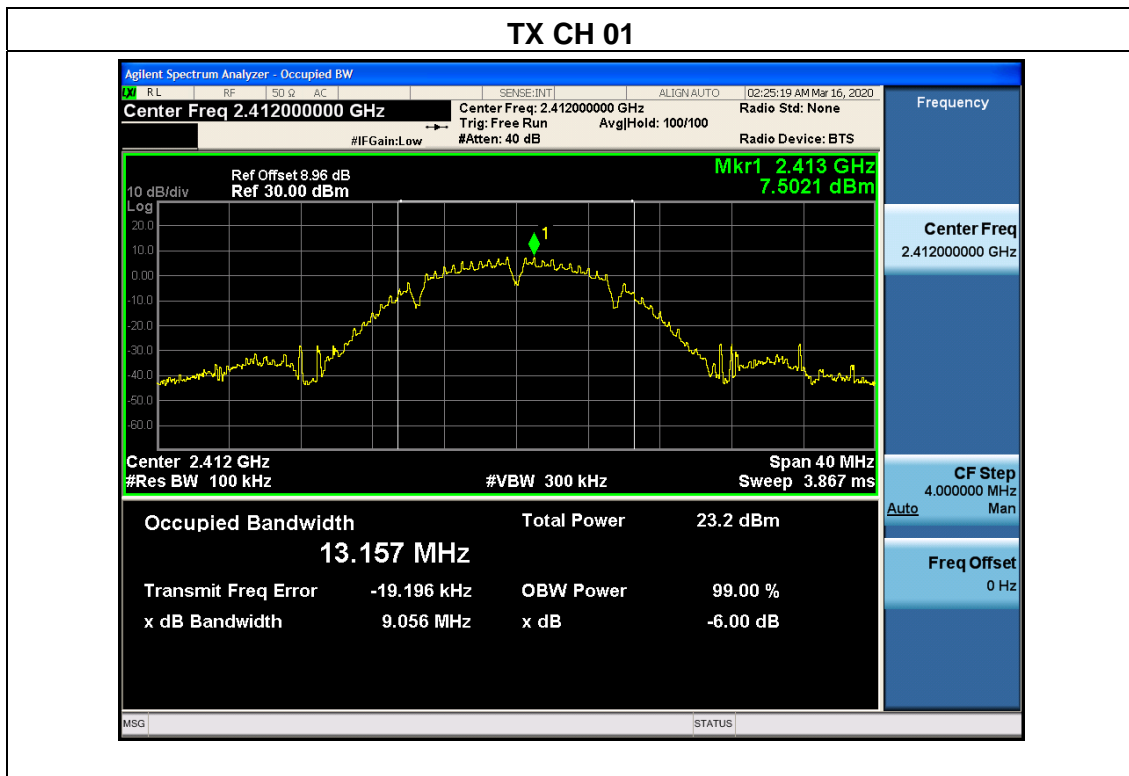 TX CH 01
Agilent Spectrum Analyzer - Occupied BW
LXI RL RF 50 Ω AC SENSE:INT ALIGN AUTO 02:25:19 AM Mar 16, 2020
Center Freq 2.412000000 GHz Center Freq: 2.412000000 GHz Radio Std: None
Trig: Free Run Avg|Hold: 100/100
#IFGain:Low #Atten: 40 dB Radio Device: BTS
Frequency
Mkr1 2.413 GHz
7.5021 dBm
Ref Offset 8.96 dB
10 dB/div Ref 30.00 dBm
Log
20.0
10.0
0.00
-10.0
-20.0
-30.0
-40.0
-50.0
-60.0
1
Center 2.412 GHz Span 40 MHz
#Res BW 100 kHz #VBW 300 kHz Sweep 3.867 ms
Center Freq
2.412000000 GHz
CF Step
4.000000 MHz
Auto Man
Freq Offset
0 Hz
Occupied Bandwidth Total Power 23.2 dBm
13.157 MHz
Transmit Freq Error -19.196 kHz OBW Power 99.00 %
x dB Bandwidth 9.056 MHz x dB -6.00 dB
MSG STATUS